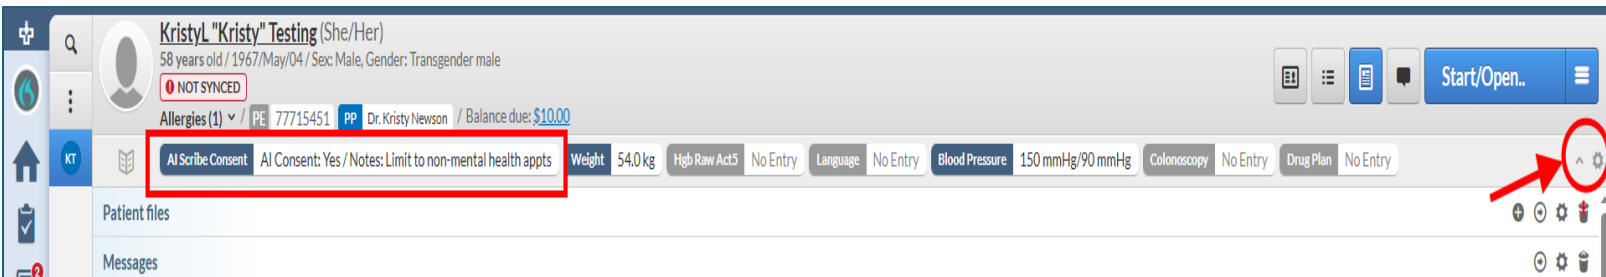 KristyL "Kristy" Testing (She/Her)
58 years old / 1967/May/04 / Sex: Male, Gender: Transgender male
NOT SYNCED
Start/Open..
Allergies (1) / PE 77715451 PP Dr. Kristy Newson / Balance due: $10.00
KT AI Scribe Consent AI Consent: Yes / Notes: Limit to non-mental health appts Weight 54.0 kg Hgb Raw Act5 No Entry Language No Entry Blood Pressure 150 mmHg/90 mmHg Colonoscopy No Entry Drug Plan No Entry
Patient files
Messages
2